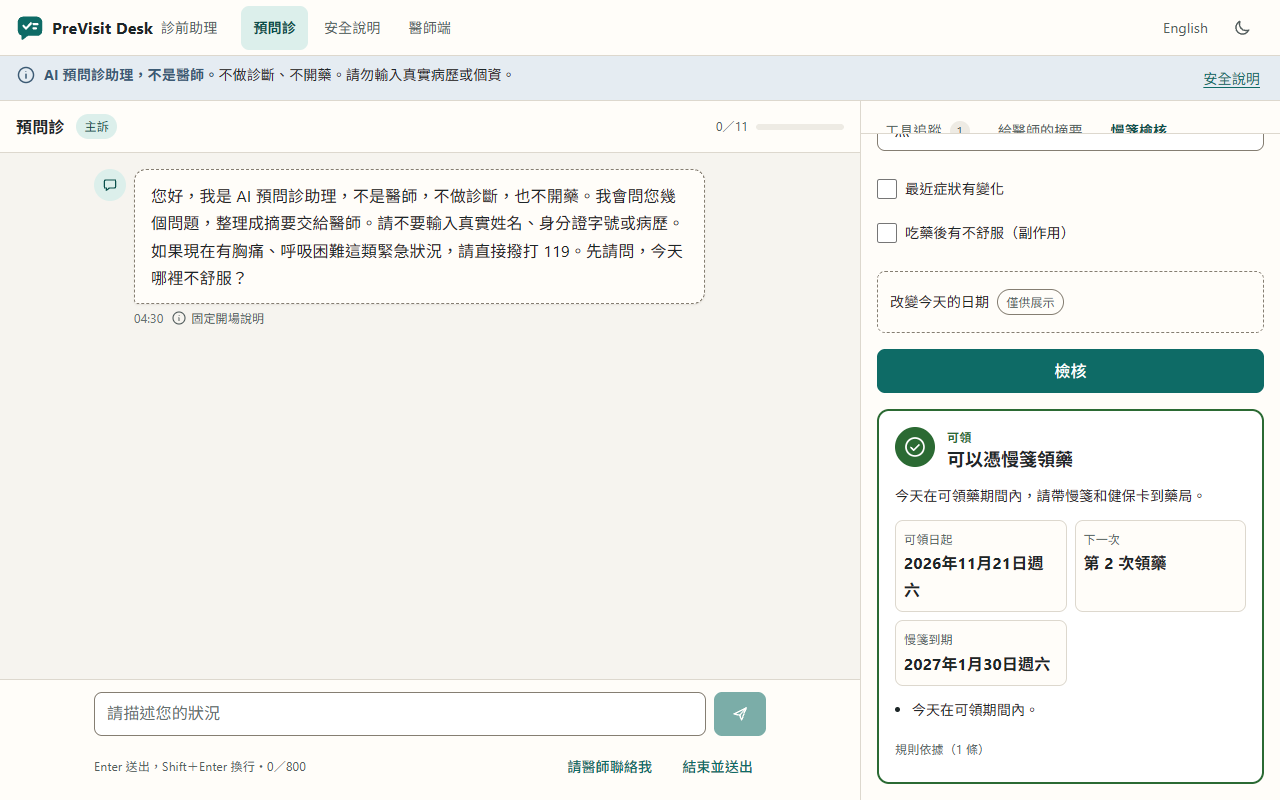 PreVisit Desk 診前助理 預問診 安全說明 醫師端 English
AI 預問診助理，不是醫師。不做診斷、不開藥。請勿輸入真實病歷或個資。 安全說明
預問診 主訴 0／11
您好，我是 AI 預問診助理，不是醫師，不做診斷，也不開藥。我會問您幾
個問題，整理成摘要交給醫師。請不要輸入真實姓名、身分證字號或病歷。
如果現在有胸痛、呼吸困難這類緊急狀況，請直接撥打 119。先請問，今天
哪裡不舒服？
04:30 固定開場說明
請描述您的狀況
Enter 送出，Shift＋Enter 換行・0／800 請醫師聯絡我 結束並送出
工具追蹤 1 給醫師的摘要 慢箋檢核
最近症狀有變化
吃藥後有不舒服（副作用）
改變今天的日期 僅供展示
檢核
可領
可以憑慢箋領藥
今天在可領藥期間內，請帶慢箋和健保卡到藥局。
可領日起
2026年11月21日週
六
下一次
第 2 次領藥
慢箋到期
2027年1月30日週六
• 今天在可領期間內。
規則依據（1 條）